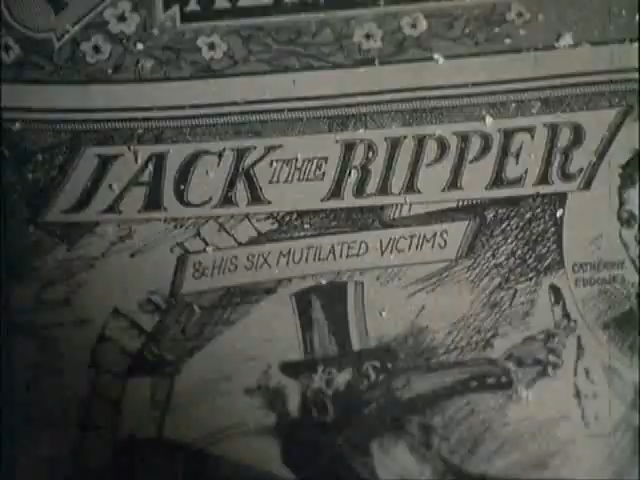 JACK THE RIPPER
& HIS SIX MUTILATED VICTIMS
CATHERINE
EDDOWES